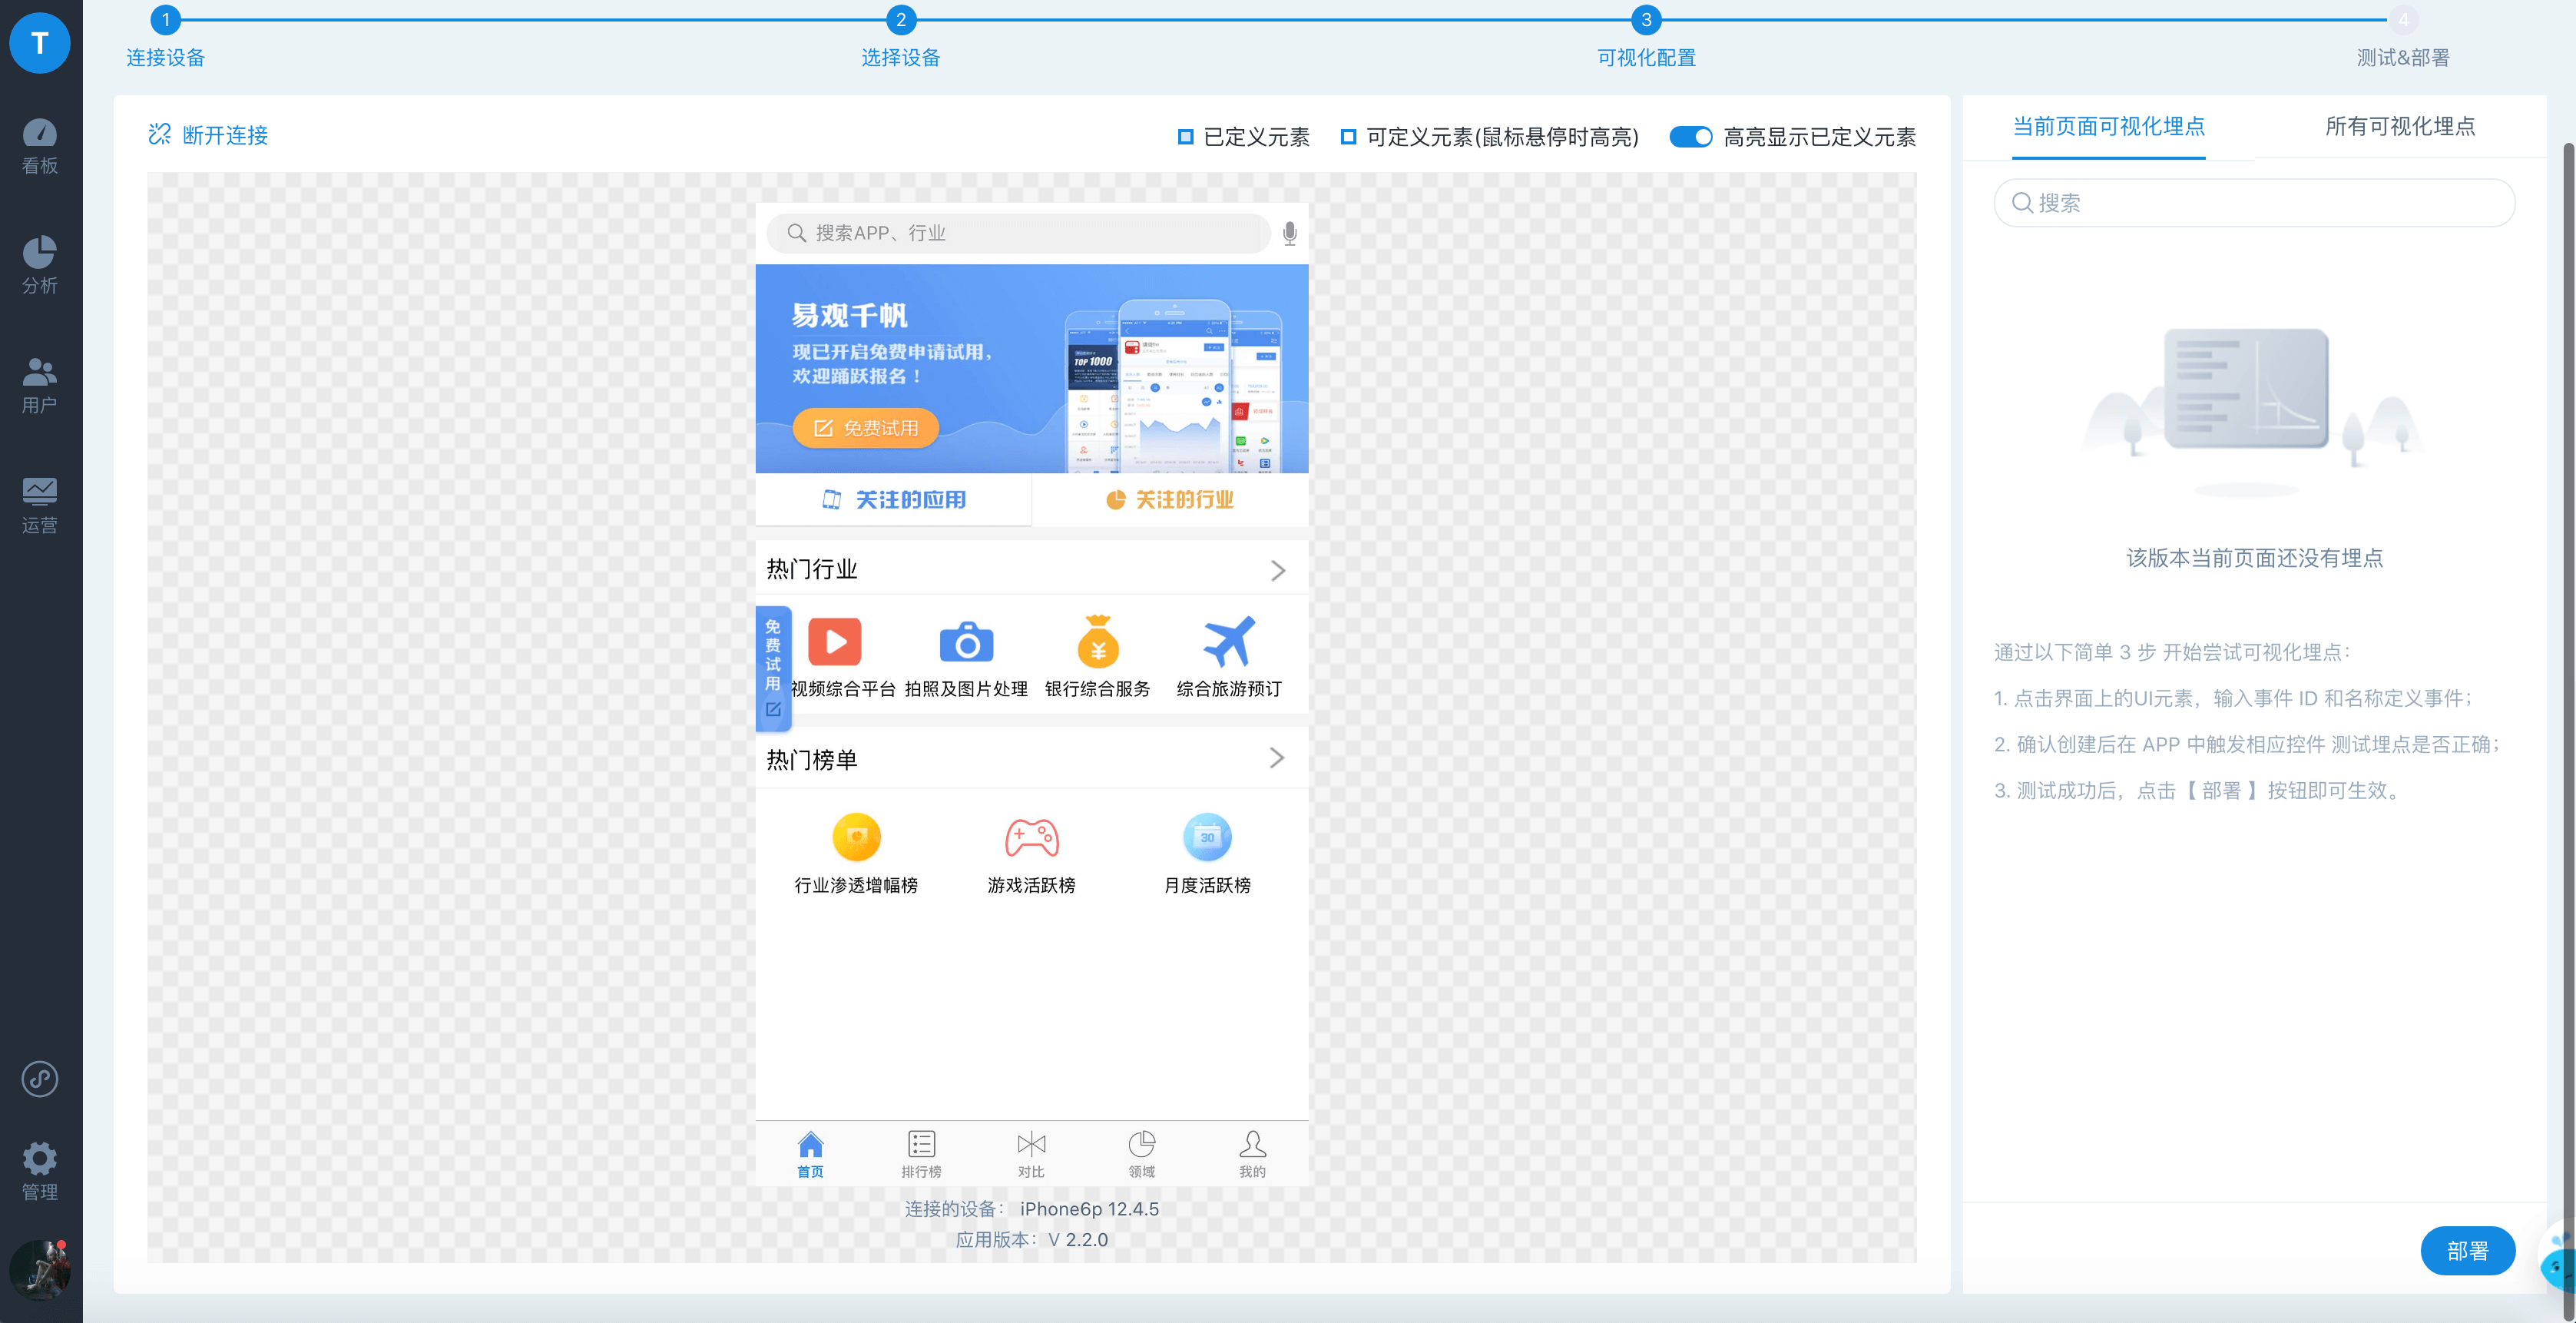 T
看板
分析
用户
运营
管理
1
2
3
4
连接设备
选择设备
可视化配置
测试&部署
断开连接
已定义元素
可定义元素(鼠标悬停时高亮)
高亮显示已定义元素
搜索APP、行业
易观千帆
现已开启免费申请试用，
欢迎踊跃报名！
免费试用
TOP 1000
关注的应用
关注的行业
热门行业
免费试用
视频综合平台
拍照及图片处理
银行综合服务
综合旅游预订
热门榜单
30
行业渗透增幅榜
游戏活跃榜
月度活跃榜
首页
排行榜
对比
领域
我的
连接的设备： iPhone6p 12.4.5
应用版本：V 2.2.0
当前页面可视化埋点
所有可视化埋点
搜索
该版本当前页面还没有埋点
通过以下简单 3 步 开始尝试可视化埋点：
1. 点击界面上的UI元素，输入事件 ID 和名称定义事件；
2. 确认创建后在 APP 中触发相应控件 测试埋点是否正确；
3. 测试成功后，点击【 部署 】按钮即可生效。
部署